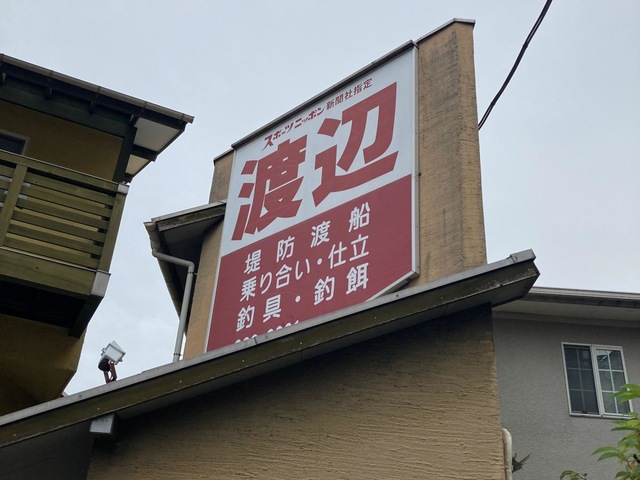 スポーツニッポン新聞社指定
渡辺
堤防渡船
乗り合い・仕立
釣具・釣餌